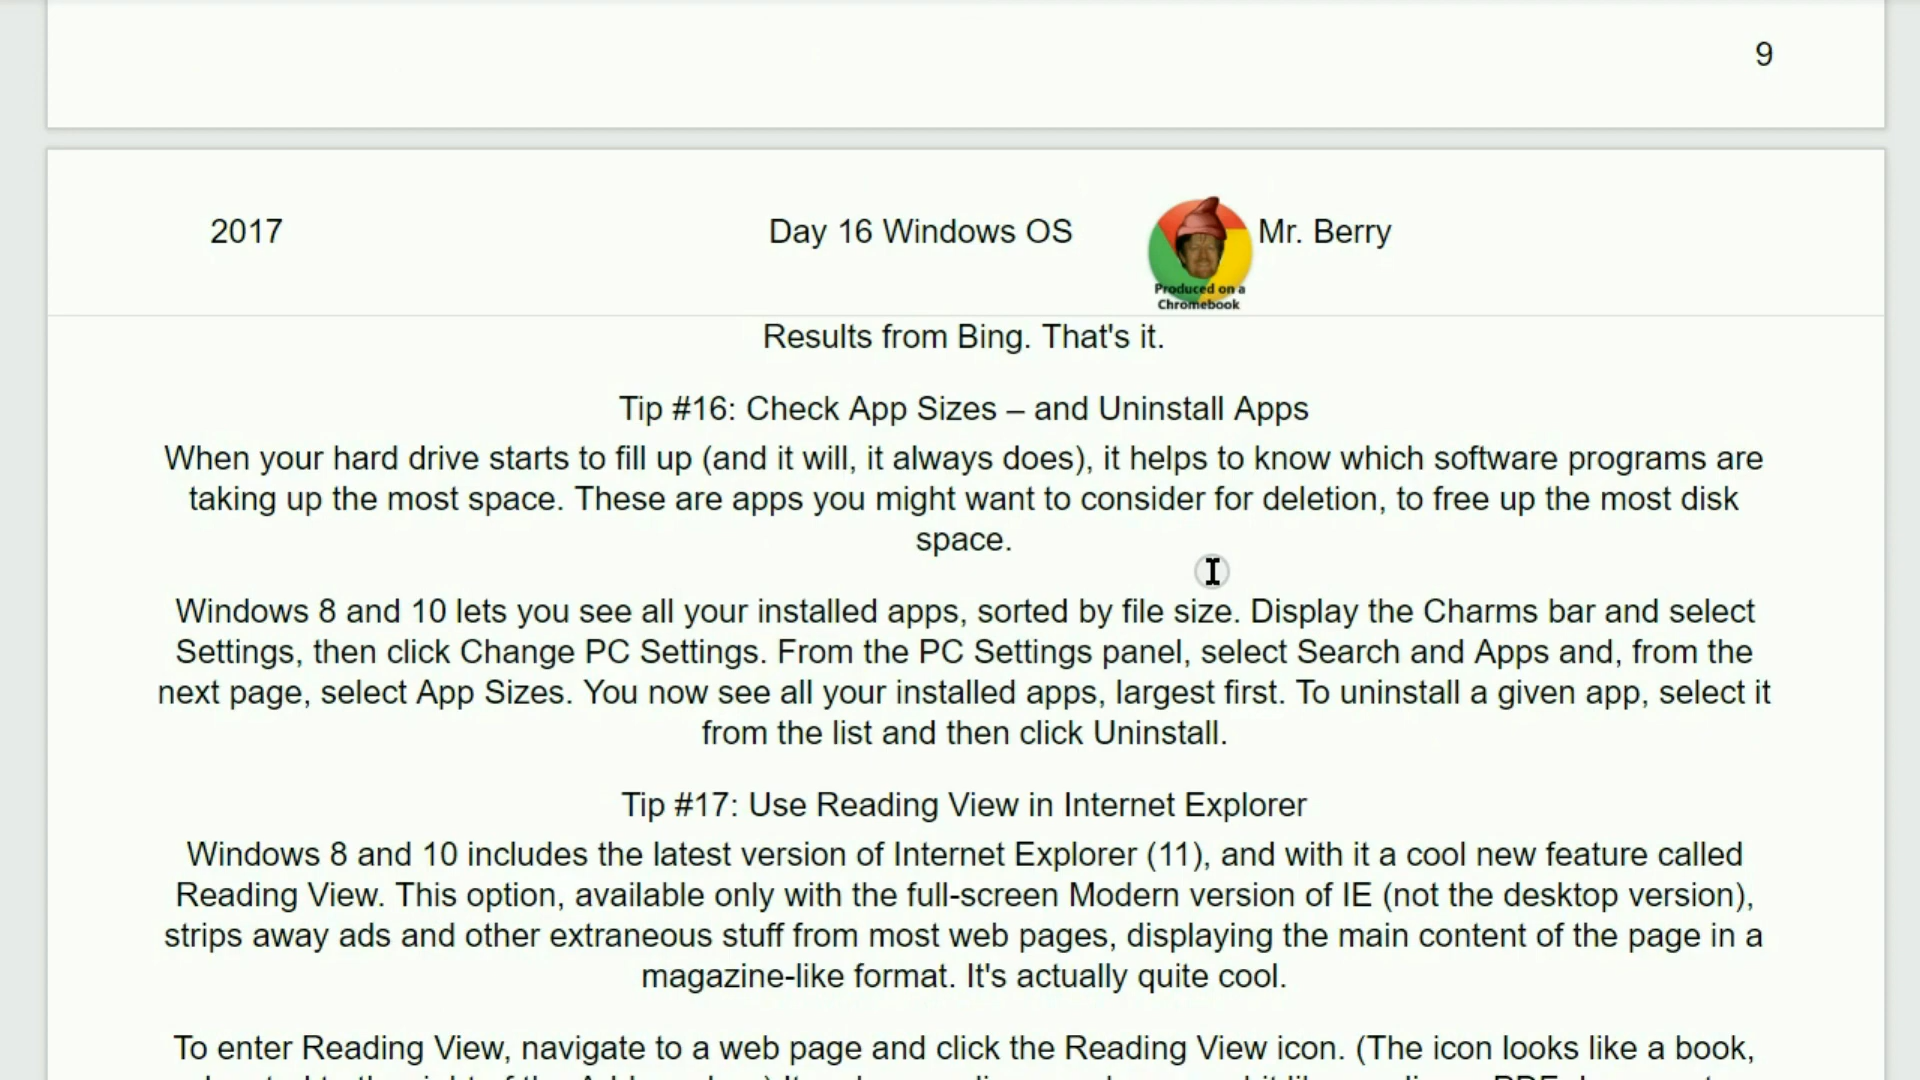 9
2017 Day 16 Windows OS Mr. Berry
Produced on a
Chromebook
Results from Bing. That's it.
Tip #16: Check App Sizes – and Uninstall Apps
When your hard drive starts to fill up (and it will, it always does), it helps to know which software programs are
taking up the most space. These are apps you might want to consider for deletion, to free up the most disk
space.
Windows 8 and 10 lets you see all your installed apps, sorted by file size. Display the Charms bar and select
Settings, then click Change PC Settings. From the PC Settings panel, select Search and Apps and, from the
next page, select App Sizes. You now see all your installed apps, largest first. To uninstall a given app, select it
from the list and then click Uninstall.
Tip #17: Use Reading View in Internet Explorer
Windows 8 and 10 includes the latest version of Internet Explorer (11), and with it a cool new feature called
Reading View. This option, available only with the full-screen Modern version of IE (not the desktop version),
strips away ads and other extraneous stuff from most web pages, displaying the main content of the page in a
magazine-like format. It's actually quite cool.
To enter Reading View, navigate to a web page and click the Reading View icon. (The icon looks like a book,